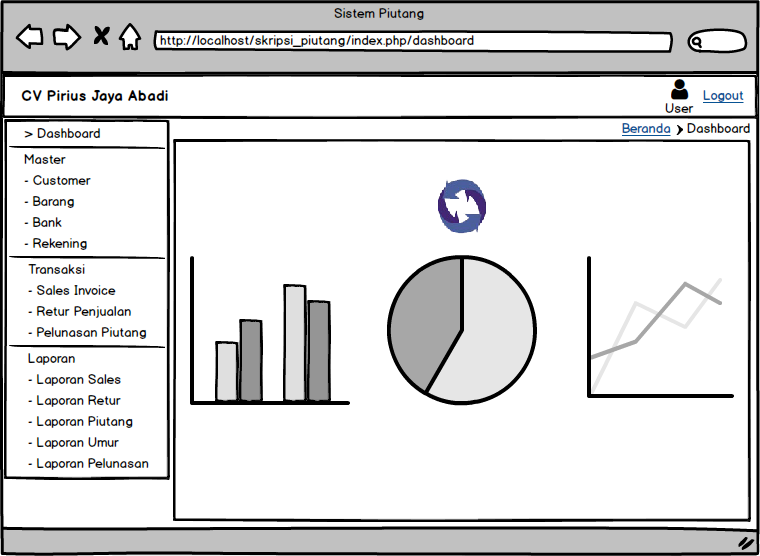 Sistem Piutang
http://localhost/skripsi_piutang/index.php/dashboard
CV Pirius Jaya Abadi
User
Logout
Beranda > Dashboard
> Dashboard
Master
- Customer
- Barang
- Bank
- Rekening
Transaksi
- Sales Invoice
- Retur Penjualan
- Pelunasan Piutang
Laporan
- Laporan Sales
- Laporan Retur
- Laporan Piutang
- Laporan Umur
- Laporan Pelunasan